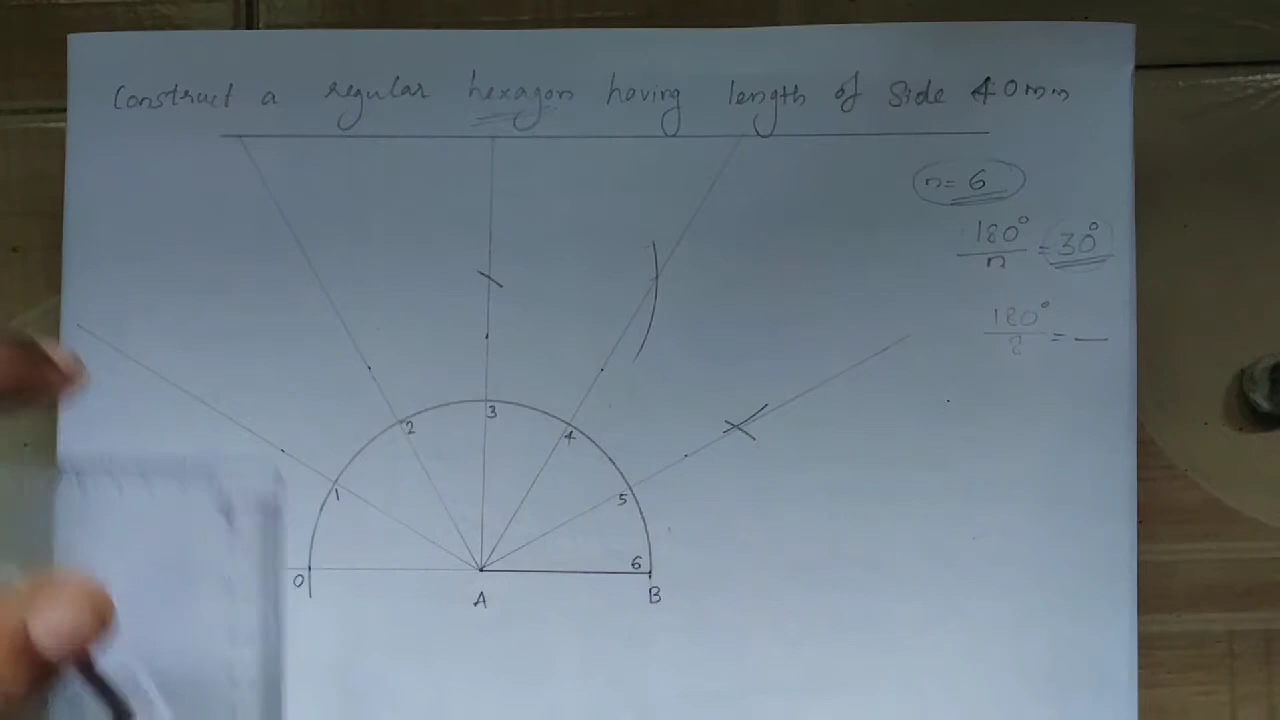 Construct a regular hexagon having length of side 40mm
n= 6
180°
n
= 30°
180°
8
= —
2
3
4
1
5
6
0
A
B